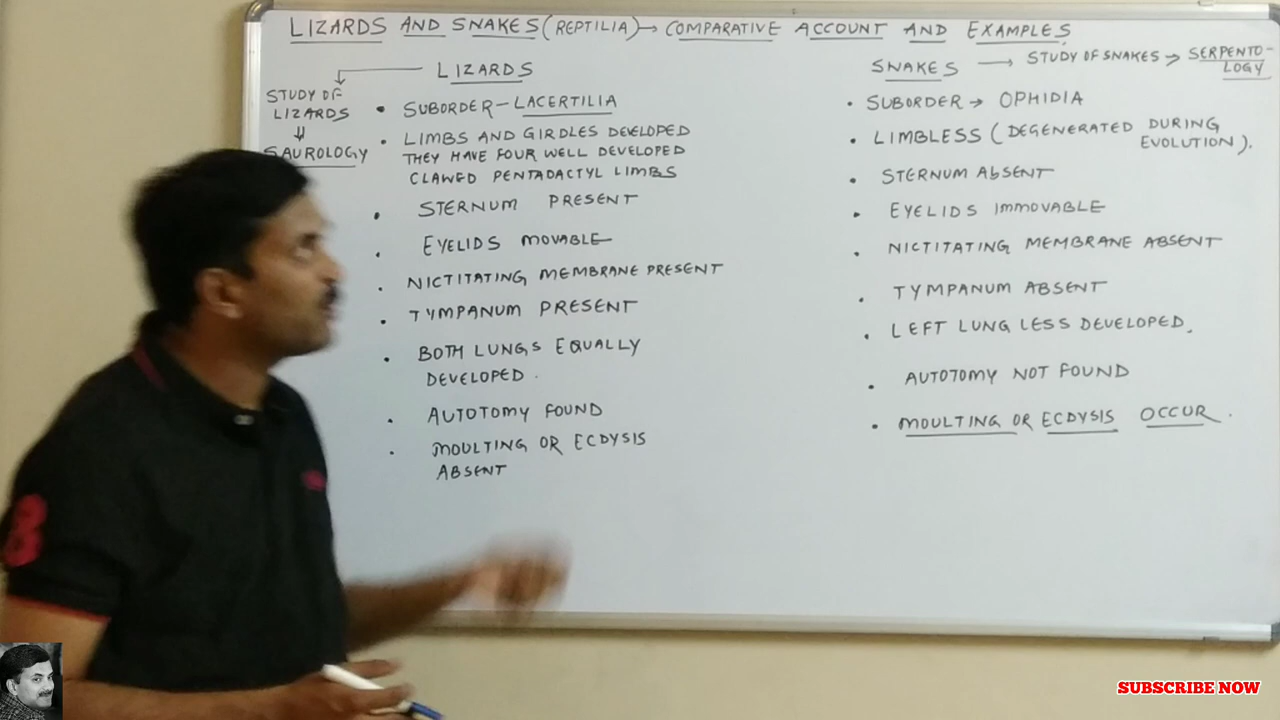 LIZARDS AND SNAKES (REPTILIA) → COMPARATIVE ACCOUNT AND EXAMPLES
LIZARDS
STUDY OF
LIZARDS
SAUROLOGY
• SUBORDER – LACERTILIA
• LIMBS AND GIRDLES DEVELOPED
THEY HAVE FOUR WELL DEVELOPED
CLAWED PENTADACTYL LIMBS
• STERNUM PRESENT
• EYELIDS MOVABLE
• NICTITATING MEMBRANE PRESENT
• TYMPANUM PRESENT
• BOTH LUNGS EQUALLY
DEVELOPED.
• AUTOTOMY FOUND
• MOULTING OR ECDYSIS
ABSENT
SNAKES → STUDY OF SNAKES → SERPENTO-
LOGY
• SUBORDER → OPHIDIA
• LIMBLESS (DEGENERATED DURING
EVOLUTION).
• STERNUM ABSENT
• EYELIDS IMMOVABLE
• NICTITATING MEMBRANE ABSENT
• TYMPANUM ABSENT
• LEFT LUNG LESS DEVELOPED.
• AUTOTOMY NOT FOUND
• MOULTING OR ECDYSIS OCCUR.
8
SUBSCRIBE NOW